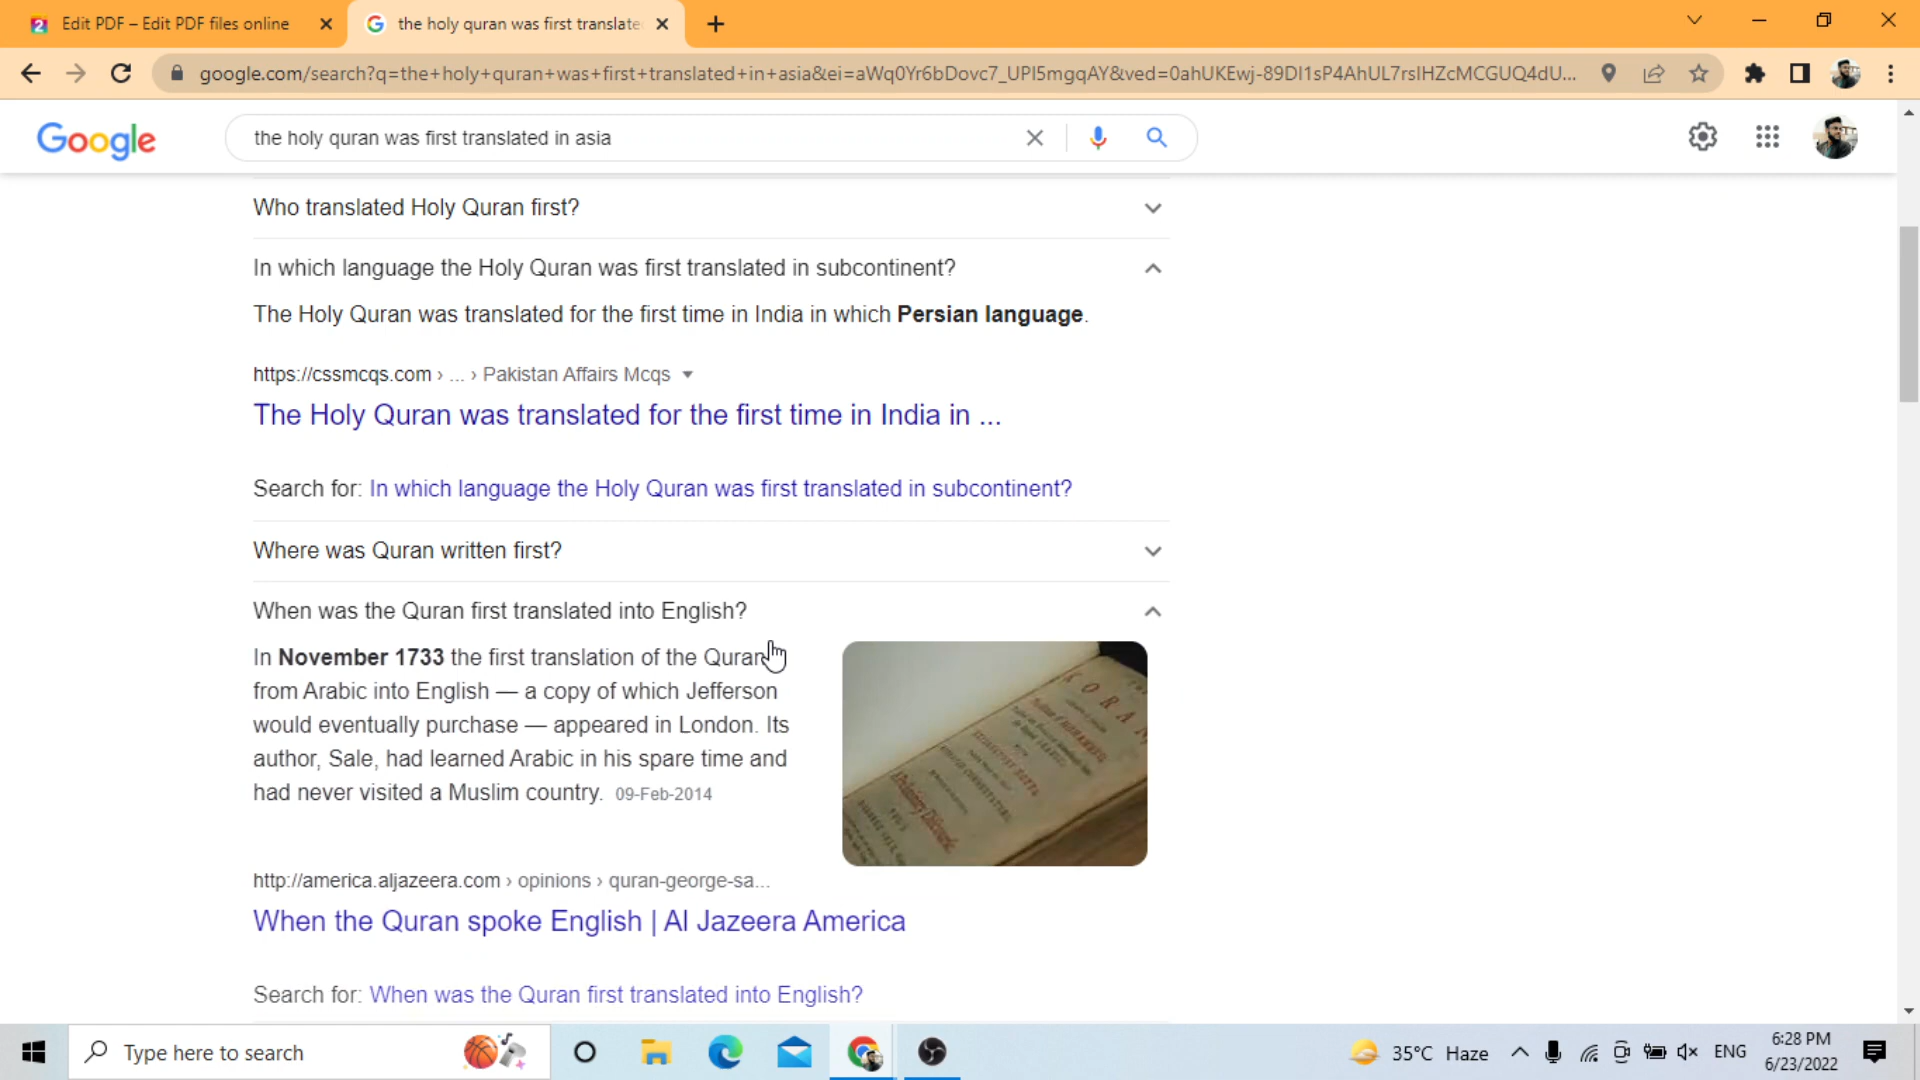 Edit PDF – Edit PDF files online
the holy quran was first translate
google.com/search?q=the+holy+quran+was+first+translated+in+asia&ei=aWq0Yr6bDovc7_UPI5mgqAY&ved=0ahUKEwj-89DI1sP4AhUL7rsIHZcMCGUQ4dU...
Google
the holy quran was first translated in asia
Who translated Holy Quran first?
In which language the Holy Quran was first translated in subcontinent?
The Holy Quran was translated for the first time in India in which Persian language.
https://cssmcqs.com › ... › Pakistan Affairs Mcqs
The Holy Quran was translated for the first time in India in ...
Search for: In which language the Holy Quran was first translated in subcontinent?
Where was Quran written first?
When was the Quran first translated into English?
In November 1733 the first translation of the Quran
from Arabic into English — a copy of which Jefferson
would eventually purchase — appeared in London. Its
author, Sale, had learned Arabic in his spare time and
had never visited a Muslim country. 09-Feb-2014
http://america.aljazeera.com › opinions › quran-george-sa...
When the Quran spoke English | Al Jazeera America
Search for: When was the Quran first translated into English?
Type here to search
35°C Haze
ENG
6:28 PM
6/23/2022